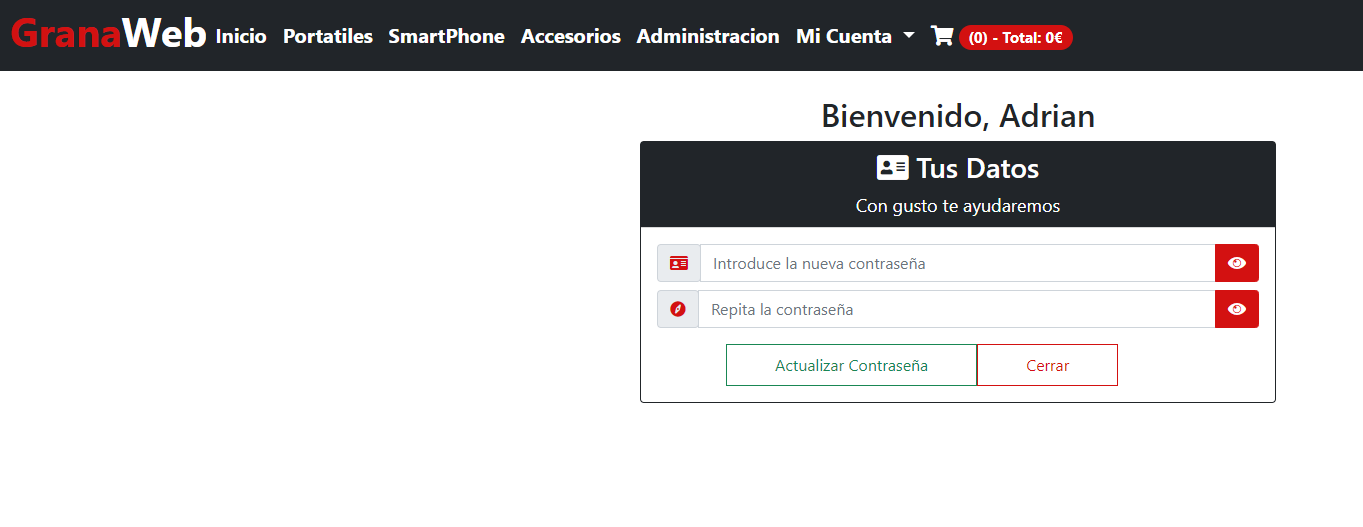 GranaWeb Inicio Portatiles SmartPhone Accesorios Administracion Mi Cuenta (0) - Total: 0€
Bienvenido, Adrian
Tus Datos
Con gusto te ayudaremos
Introduce la nueva contraseña
Repita la contraseña
Actualizar Contraseña Cerrar